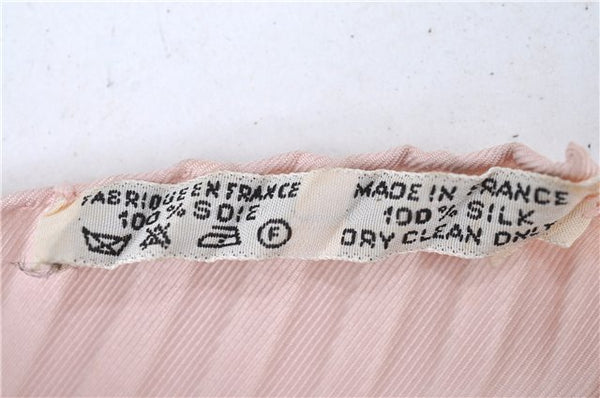 FABRIQUE EN FRANCE
100% SOIE
F
MADE IN FRANCE
100% SILK
DRY CLEAN ONLY